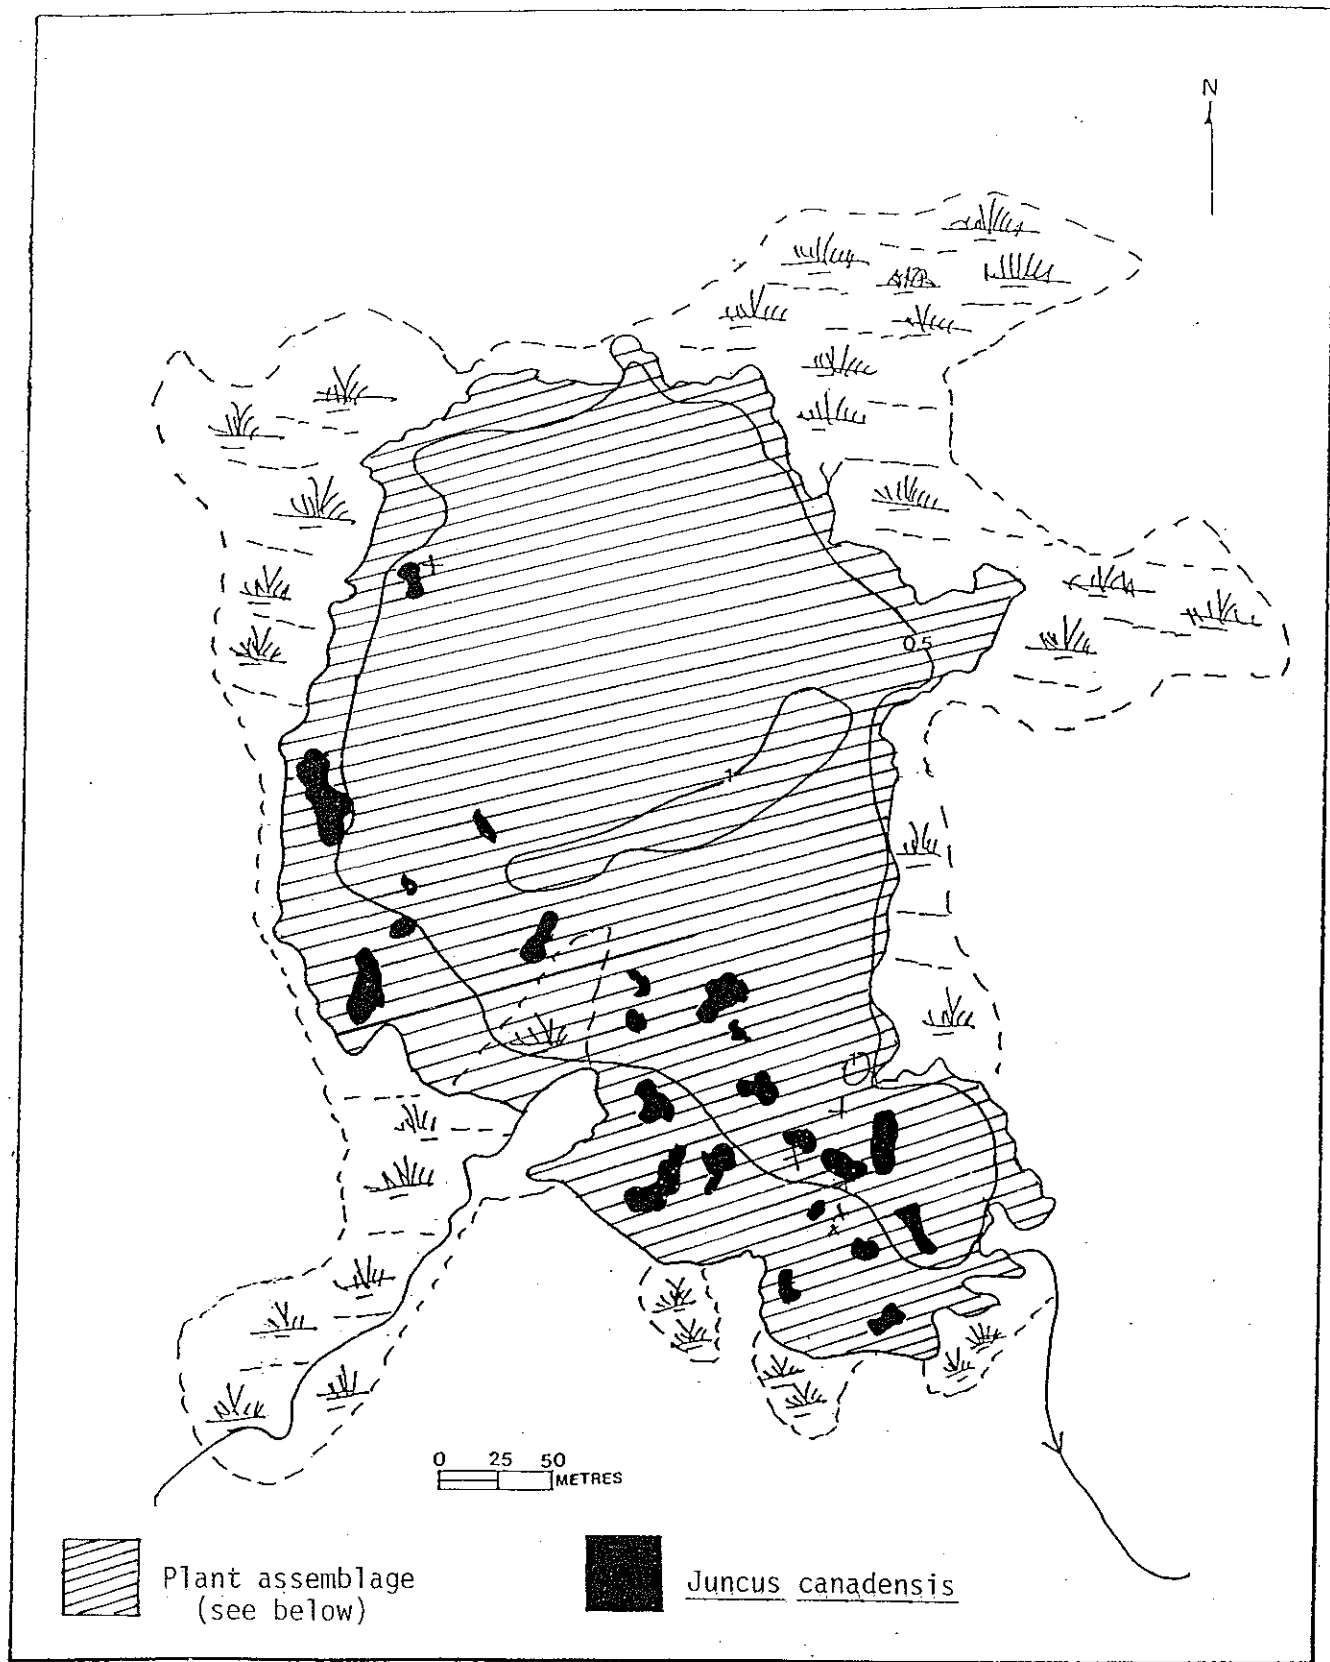 N
0.5
1
0 25 50
METRES
Plant assemblage
(see below)
Juncus canadensis